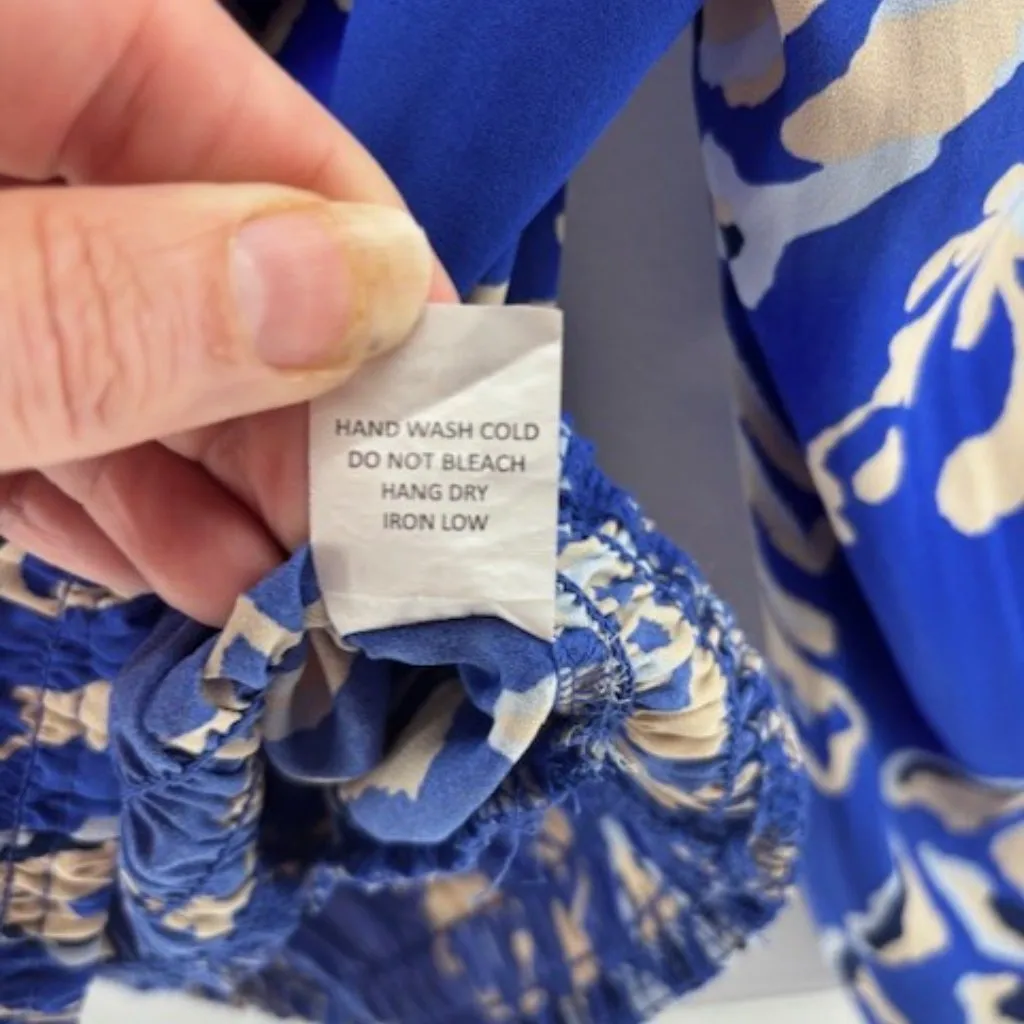 HAND WASH COLD
DO NOT BLEACH
HANG DRY
IRON LOW